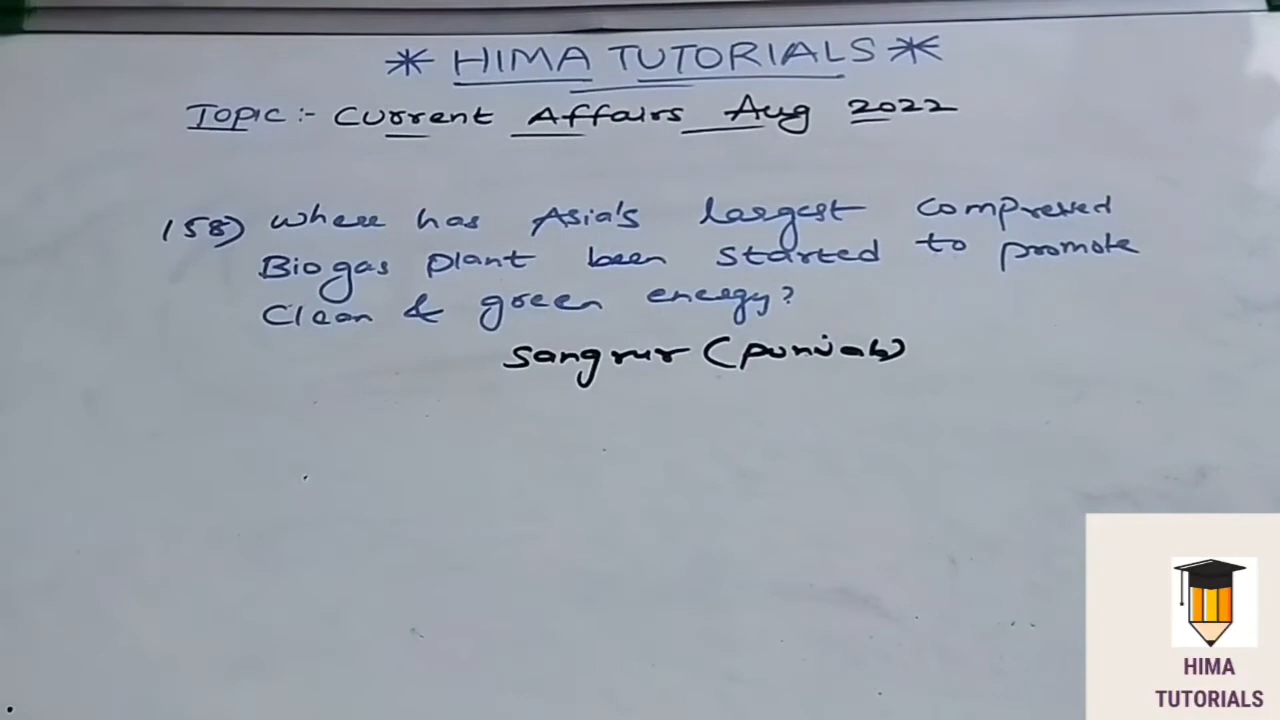 * HIMA TUTORIALS *
Topic :- Current Affairs Aug 2022
158) Where has Asia's largest compressed
Biogas plant been started to promote
Clean & green energy?
Sangrur (Punjab)
HIMA
TUTORIALS